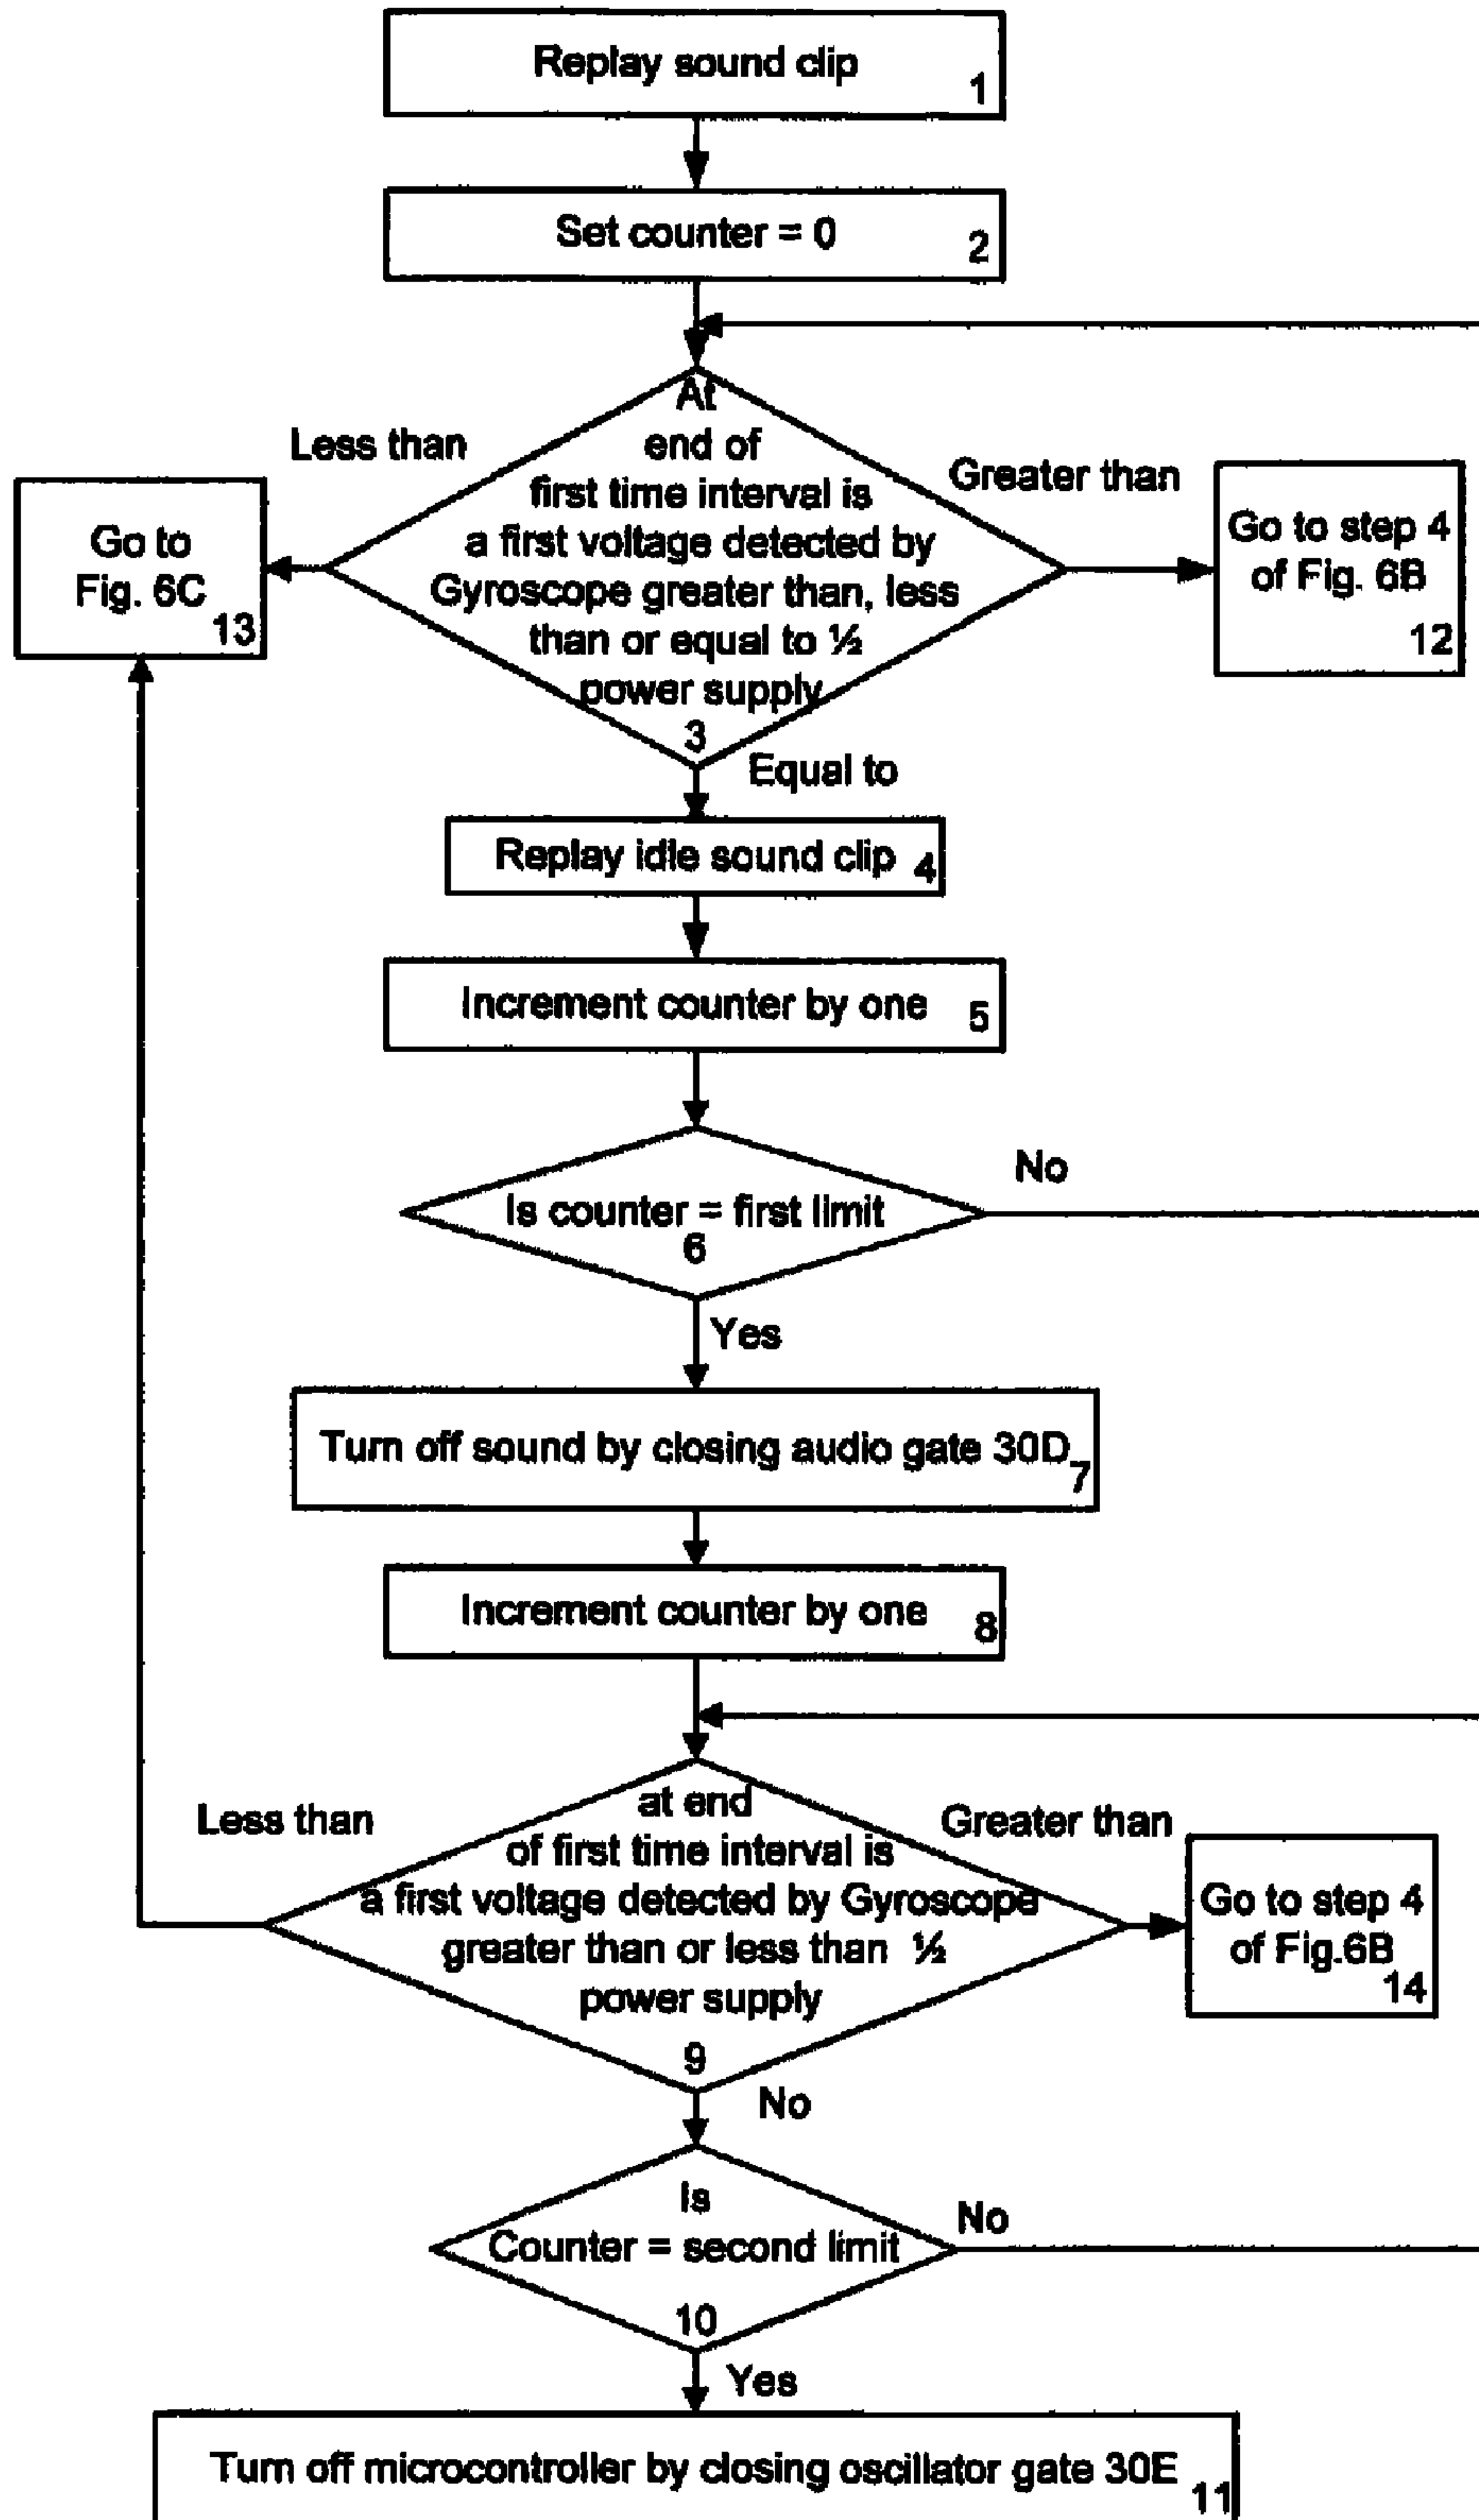 Replay sound clip
1
Set counter = 0
2
At
end of
first time interval is
a first voltage detected by
Gyroscope greater than, less
than or equal to ½
power supply
3
Less than
Greater than
Go to
Fig. 6C
13
Go to step 4
of Fig. 6B
12
Equal to
Replay idle sound clip 4
Increment counter by one 5
No
Is counter = first limit
6
Yes
Turn off sound by closing audio gate 30D
7
Increment counter by one 8
Less than
Greater than
at end
of first time interval is
a first voltage detected by Gyroscope
greater than or less than ½
power supply
9
Go to step 4
of Fig.6B
14
No
Is
Counter = second limit
10
No
Yes
Turn off microcontroller by closing oscillator gate 30E
11